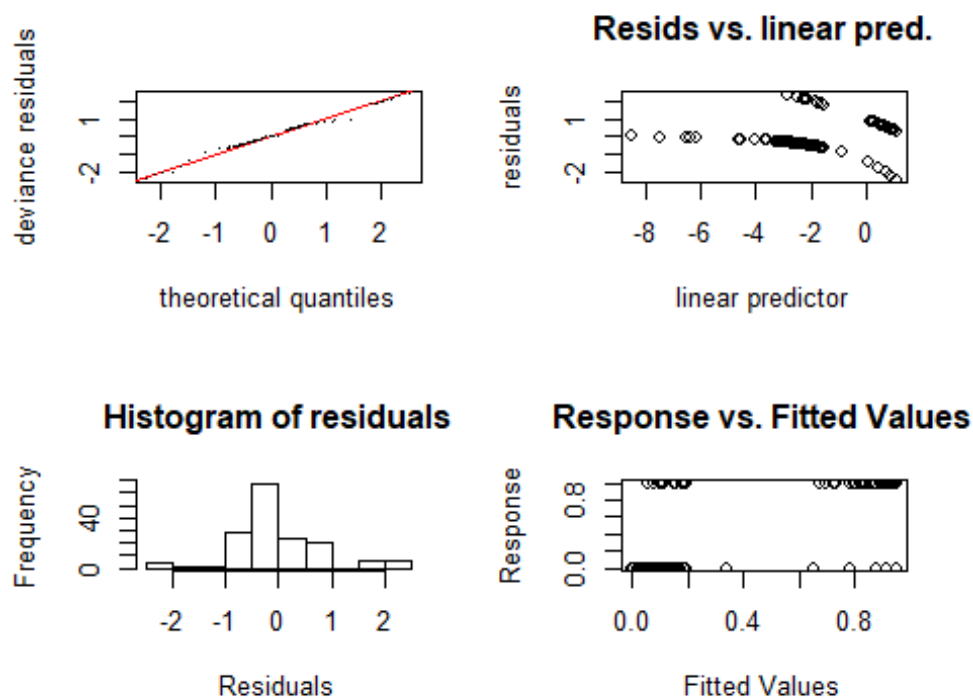 deviance residuals
1
-2
-2 -1 0 1 2
theoretical quantiles
Resids vs. linear pred.
residuals
1
-2
-8 -6 -4 -2 0
linear predictor
Histogram of residuals
Frequency
40
0
-2 -1 0 1 2
Residuals
Response vs. Fitted Values
Response
0.8
0.0
0.0 0.4 0.8
Fitted Values